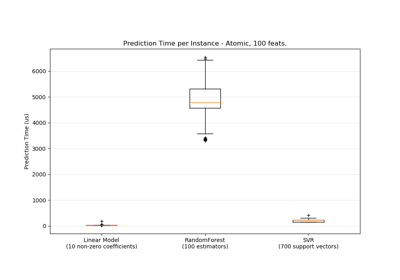 Prediction Time per Instance - Atomic, 100 feats.
Prediction Time (us)
6000
5000
4000
3000
2000
1000
0
Linear Model
(10 non-zero coefficients)
RandomForest
(100 estimators)
SVR
(700 support vectors)